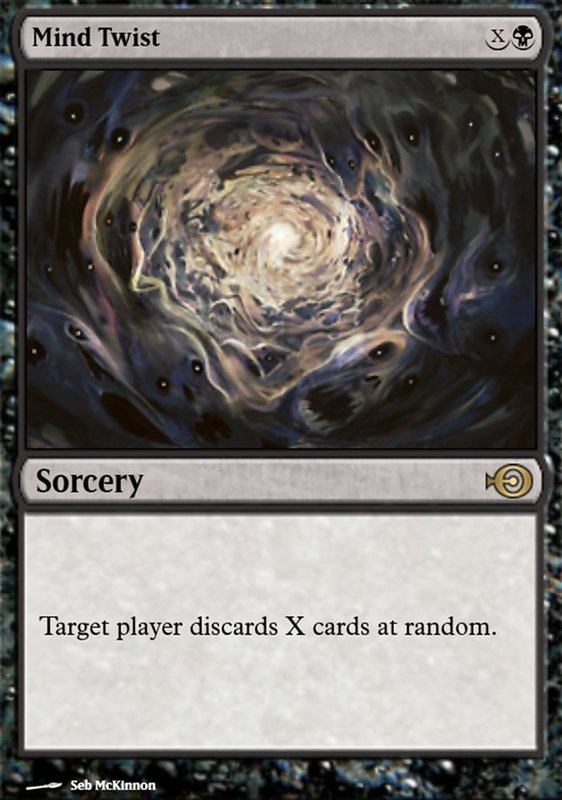 Mind Twist X
Sorcery
Target player discards X cards at random.
Seb McKinnon